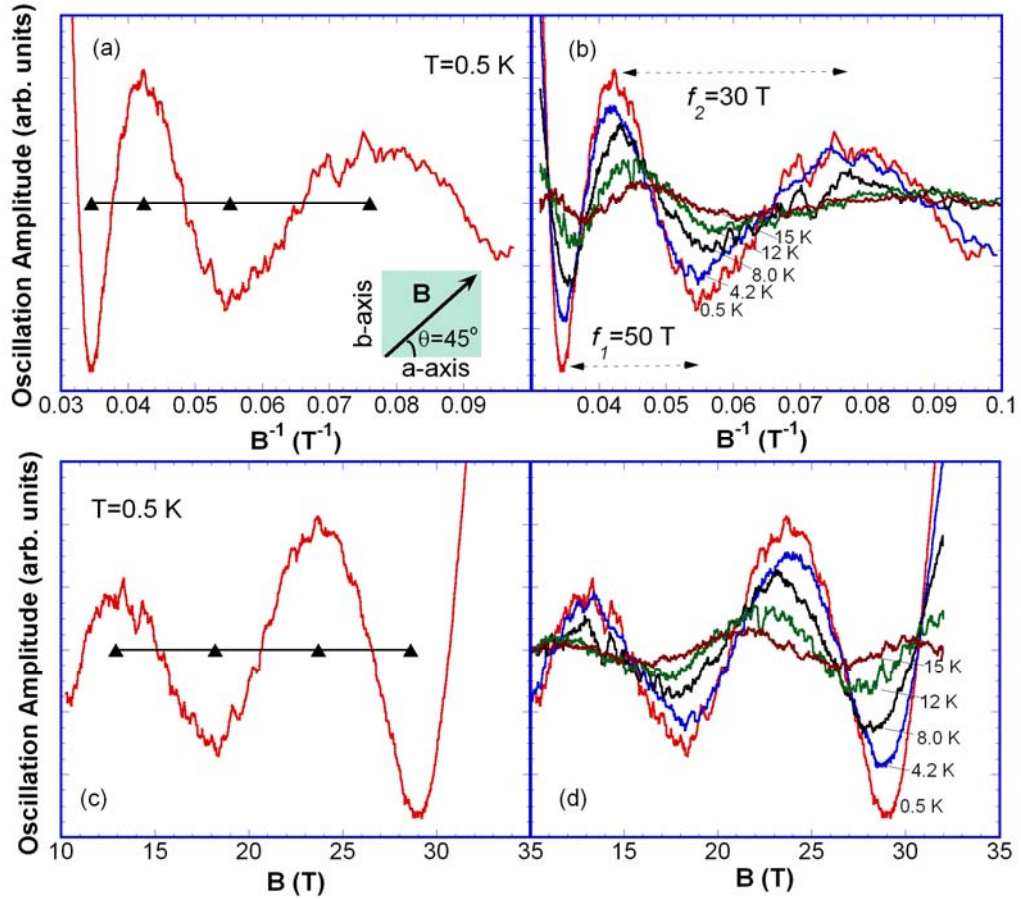 Oscillation Amplitude (arb. units)
(a)
T=0.5 K
B
θ=45°
b-axis
a-axis
0.03 0.04 0.05 0.06 0.07 0.08 0.09
B⁻¹ (T⁻¹)
(b)
f₂=30 T
15 K
12 K
8.0 K
4.2 K
0.5 K
f₁=50 T
0.04 0.05 0.06 0.07 0.08 0.09 0.1
B⁻¹ (T⁻¹)
Oscillation Amplitude (arb. units)
T=0.5 K
(c)
10 15 20 25 30 35
B (T)
15 K
12 K
8.0 K
4.2 K
0.5 K
(d)
15 20 25 30 35
B (T)